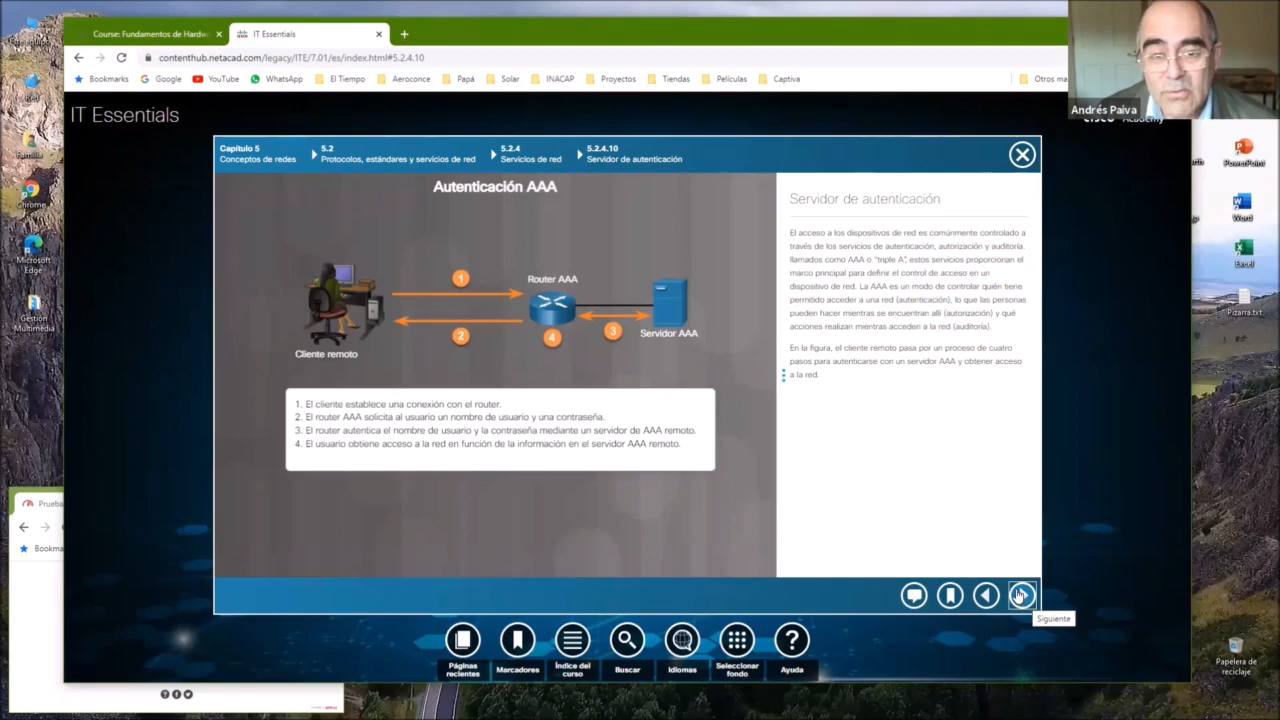 Course: Fundamentos de Hardw
IT Essentials
contenthub.netacad.com/legacy/ITE/7.01/es/index.html#5.2.4.10
Bookmarks
Google
YouTube
WhatsApp
El Tiempo
Aeroconce
Papá
Solar
INACAP
Proyectos
Tiendas
Películas
Captiva
Otros ma
Andrés Paiva
IT Essentials
Academy
Capítulo 5
Conceptos de redes
5.2
Protocolos, estándares y servicios de red
5.2.4
Servicios de red
5.2.4.10
Servidor de autenticación
Autenticación AAA
1
Router AAA
2
4
3
Servidor AAA
Cliente remoto
1. El cliente establece una conexión con el router.
2. El router AAA solicita al usuario un nombre de usuario y una contraseña.
3. El router autentica el nombre de usuario y la contraseña mediante un servidor de AAA remoto.
4. El usuario obtiene acceso a la red en función de la información en el servidor AAA remoto.
Servidor de autenticación
El acceso a los dispositivos de red es comúnmente controlado a
través de los servicios de autenticación, autorización y auditoría.
llamados como AAA o "triple A", estos servicios proporcionan el
marco principal para definir el control de acceso en un
dispositivo de red. La AAA es un modo de controlar quién tiene
permitido acceder a una red (autenticación), lo que las personas
pueden hacer mientras se encuentran allí (autorización) y qué
acciones realizan mientras acceden a la red (auditoría).
En la figura, el cliente remoto pasa por un proceso de cuatro
pasos para autenticarse con un servidor AAA y obtener acceso
a la red.
Siguiente
Páginas
recientes
Marcadores
Índice del
curso
Buscar
Idiomas
Seleccionar
fondo
Ayuda
Red
Familia
Chrome
Microsoft
Edge
Gestión
Multimedia
Prueba
Bookma
PowerPoint
Word
Excel
Pizarra.txt
Papelera de
reciclaje